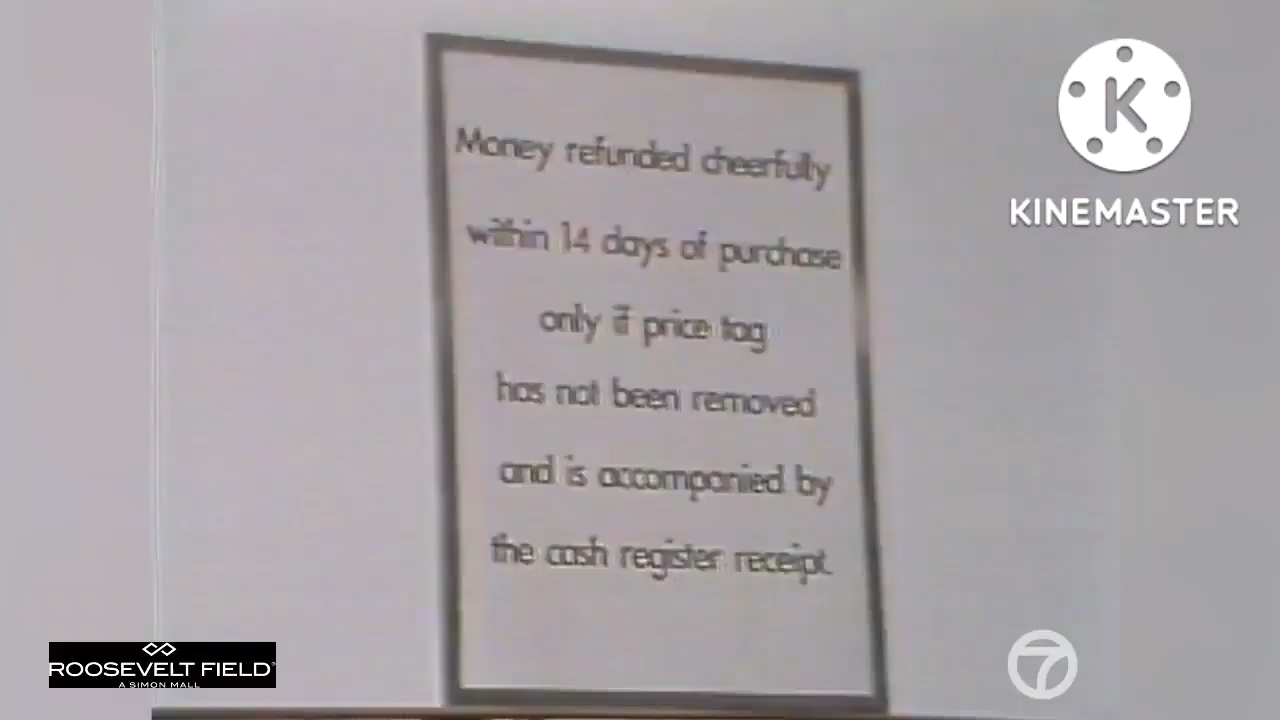 Money refunded cheerfully
within 14 days of purchase
only if price tag
has not been removed
and is accompanied by
the cash register receipt.
K
KINEMASTER
ROOSEVELT FIELD
A SIMON MALL
7